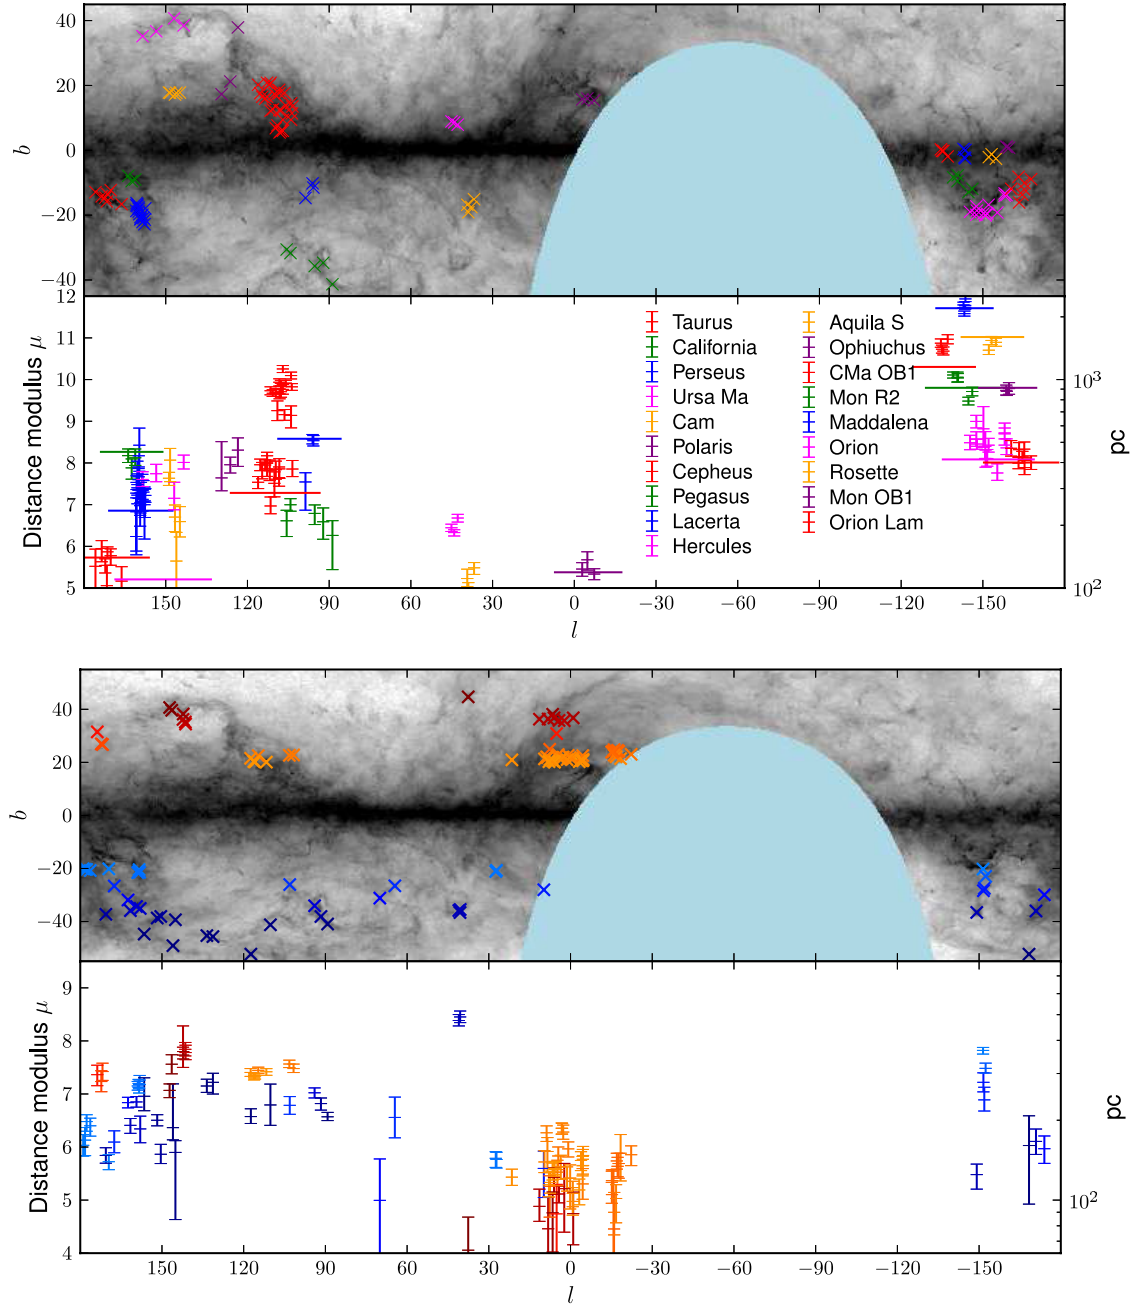 40
20
0
−20
−40
b
12
11
10
9
8
7
6
5
Distance modulus μ
Taurus
California
Perseus
Ursa Ma
Cam
Polaris
Cepheus
Pegasus
Lacerta
Hercules
Aquila S
Ophiuchus
CMa OB1
Mon R2
Maddalena
Orion
Rosette
Mon OB1
Orion Lam
10³
10²
pc
150 120 90 60 30 0 −30 −60 −90 −120 −150
l
40
20
0
−20
−40
b
9
8
7
6
5
4
Distance modulus μ
10²
pc
150 120 90 60 30 0 −30 −60 −90 −120 −150
l